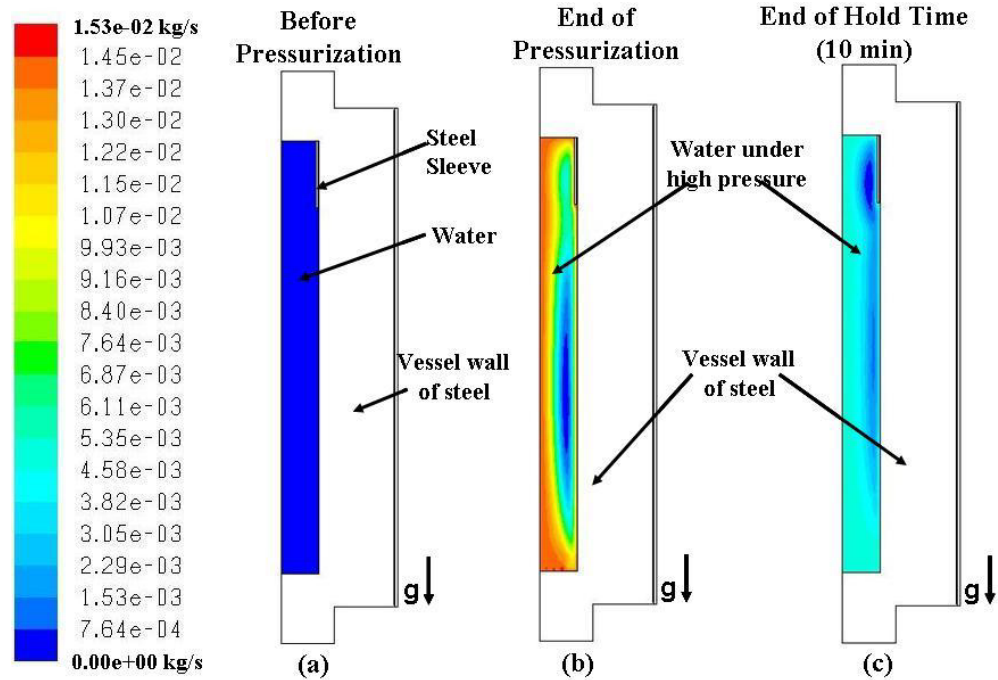 1.53e-02 kg/s
1.45e-02
1.37e-02
1.30e-02
1.22e-02
1.15e-02
1.07e-02
9.93e-03
9.16e-03
8.40e-03
7.64e-03
6.87e-03
6.11e-03
5.35e-03
4.58e-03
3.82e-03
3.05e-03
2.29e-03
1.53e-03
7.64e-04
0.00e+00 kg/s
Before
Pressurization
Steel
Sleeve
Water
Vessel wall
of steel
g
(a)
End of
Pressurization
Water under
high pressure
Vessel wall
of steel
g
(b)
End of Hold Time
(10 min)
g
(c)